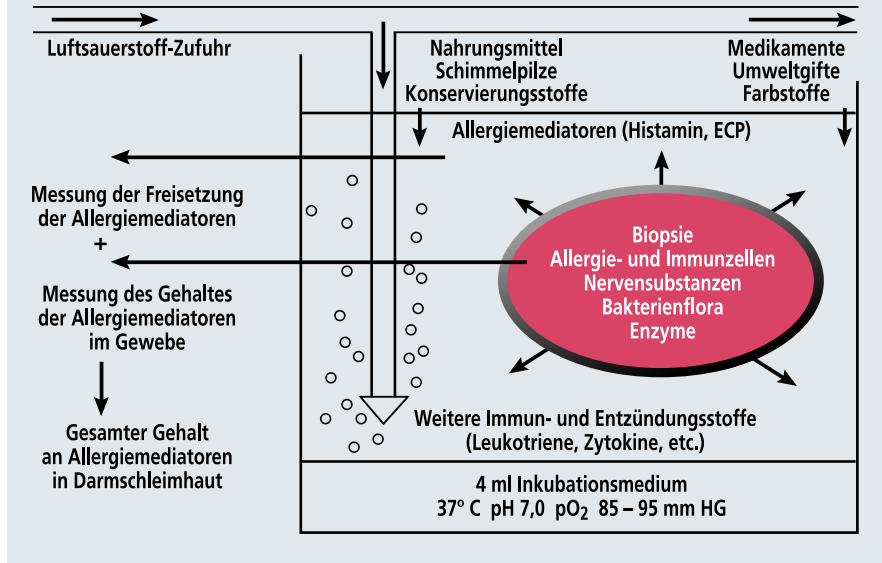 Luftsauerstoff-Zufuhr
Nahrungsmittel
Schimmelpilze
Konservierungsstoffe
Medikamente
Umweltgifte
Farbstoffe
Allergiemediatoren (Histamin, ECP)
Messung der Freisetzung
der Allergiemediatoren
+
Messung des Gehaltes
der Allergiemediatoren
im Gewebe
Gesamter Gehalt
an Allergiemediatoren
in Darmschleimhaut
Biopsie
Allergie- und Immunzellen
Nervensubstanzen
Bakterienflora
Enzyme
Weitere Immun- und Entzündungsstoffe
(Leukotriene, Zytokine, etc.)
4 ml Inkubationsmedium
37° C pH 7,0 pO₂ 85 – 95 mm HG